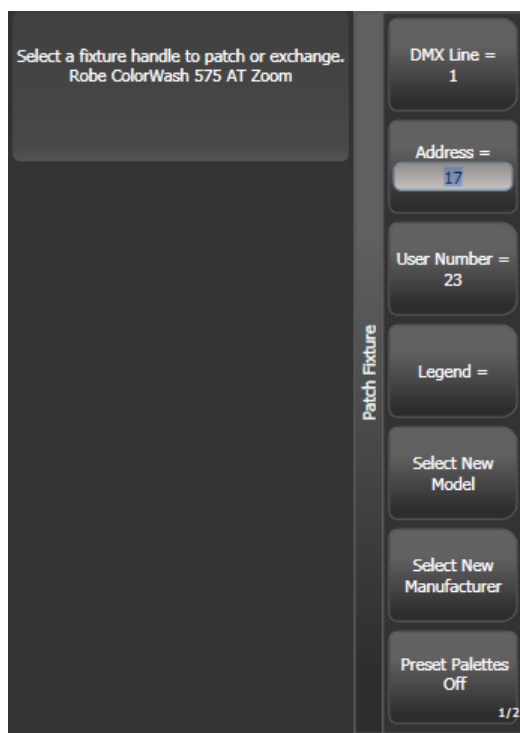 Select a fixture handle to patch or exchange.
Robe ColorWash 575 AT Zoom
Patch Fixture
DMX Line =
1
Address =
17
User Number =
23
Legend =
Select New
Model
Select New
Manufacturer
Preset Palettes
Off
1/2